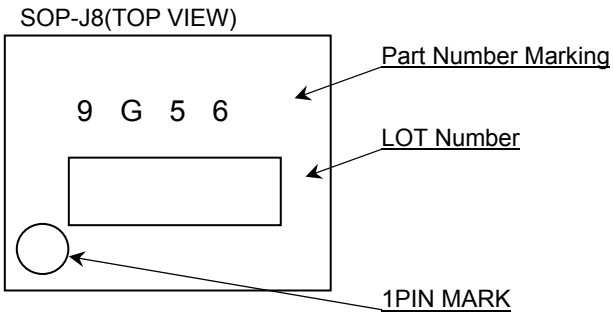 SOP-J8(TOP VIEW)
Part Number Marking
9 G 5 6
LOT Number
1PIN MARK